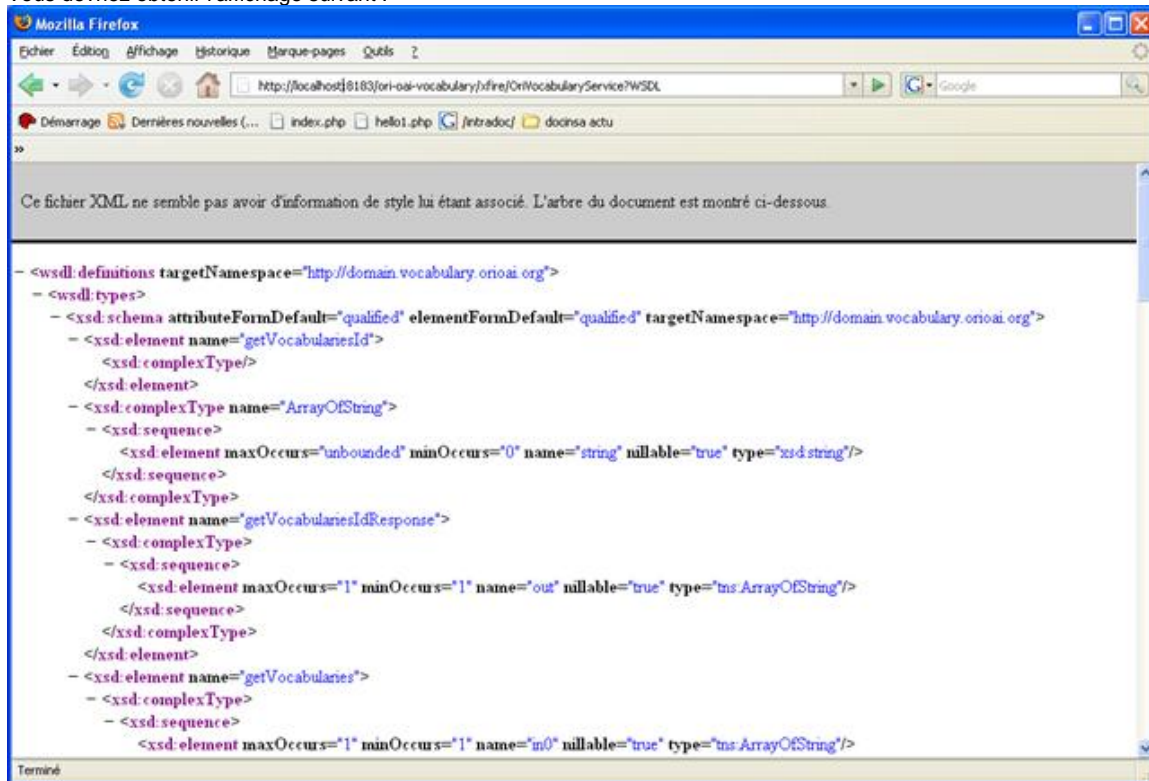 Vous devriez obtenir l'affichage suivant :
Mozilla Firefox
Fichier Édition Affichage Historique Marque-pages Outils ?
http://localhost:8183/ori-oai-vocabulary/xfire/OriVocabularyService?WSDL
Google
Démarrage Dernières nouvelles (... index.php hello1.php /intradoc/ docinsa actu
»
Ce fichier XML ne semble pas avoir d'information de style lui étant associé. L'arbre du document est montré ci-dessous.
− <wsdl:definitions targetNamespace="http://domain.vocabulary.orioai.org">
− <wsdl:types>
− <xsd:schema attributeFormDefault="qualified" elementFormDefault="qualified" targetNamespace="http://domain.vocabulary.orioai.org">
− <xsd:element name="getVocabulariesId">
<xsd:complexType/>
</xsd:element>
− <xsd:complexType name="ArrayOfString">
− <xsd:sequence>
<xsd:element maxOccurs="unbounded" minOccurs="0" name="string" nillable="true" type="xsd:string"/>
</xsd:sequence>
</xsd:complexType>
− <xsd:element name="getVocabulariesIdResponse">
− <xsd:complexType>
− <xsd:sequence>
<xsd:element maxOccurs="1" minOccurs="1" name="out" nillable="true" type="tns:ArrayOfString"/>
</xsd:sequence>
</xsd:complexType>
</xsd:element>
− <xsd:element name="getVocabularies">
− <xsd:complexType>
− <xsd:sequence>
<xsd:element maxOccurs="1" minOccurs="1" name="in0" nillable="true" type="tns:ArrayOfString"/>
Terminé